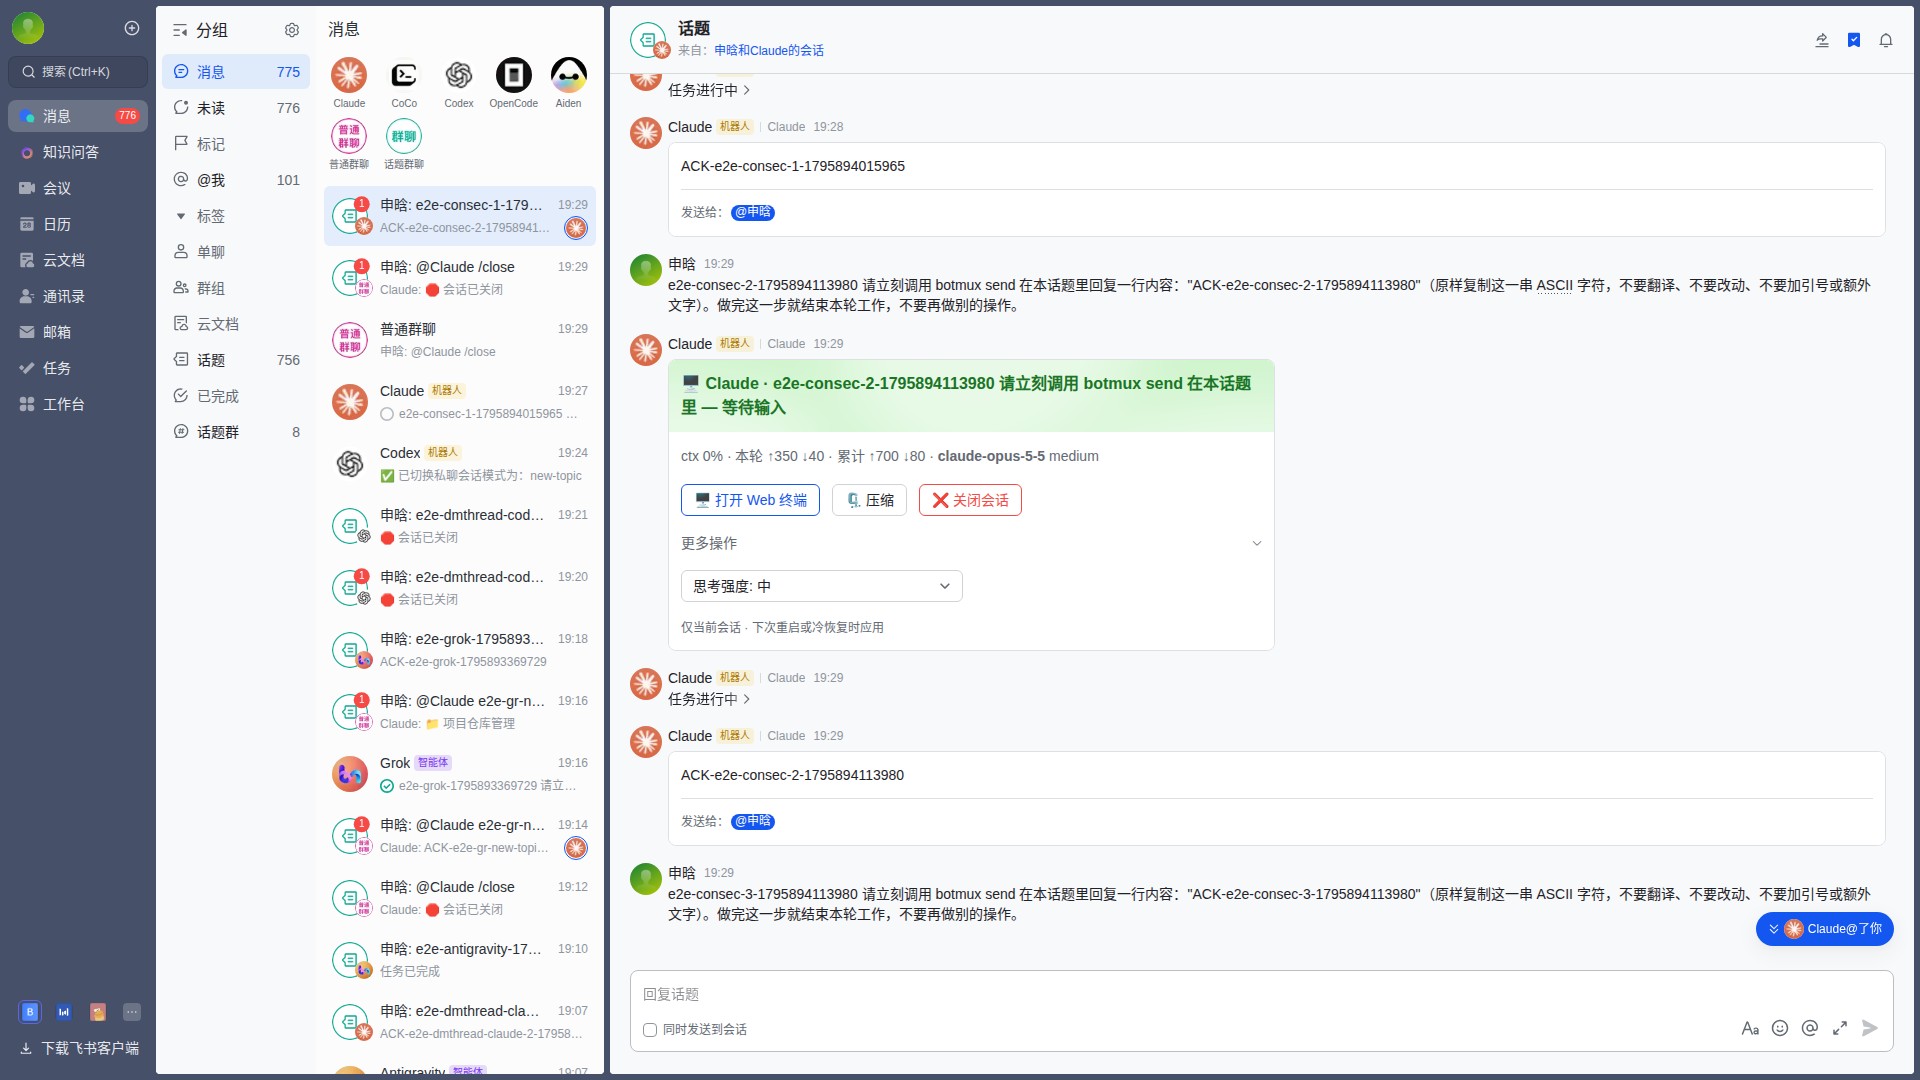 搜索 (Ctrl+K)
消息
776
知识问答
会议
日历
云文档
通讯录
邮箱
任务
工作台
下载飞书客户端
分组
消息 775
未读 776
标记
@我 101
标签
单聊
群组
云文档
话题 756
已完成
话题群 8
消息
Claude
CoCo
Codex
OpenCode
Aiden
普通群聊
普通群聊
群聊
话题群聊
1
申晗: e2e-consec-1-179… 19:29
ACK-e2e-consec-2-17958941…
1
申晗: @Claude /close 19:29
Claude: 🛑 会话已关闭
普通群聊
普通群聊 19:29
申晗: @Claude /close
Claude 机器人 19:27
e2e-consec-1-1795894015965 …
Codex 机器人 19:24
✅ 已切换私聊会话模式为：new-topic
申晗: e2e-dmthread-cod… 19:21
🛑 会话已关闭
1
申晗: e2e-dmthread-cod… 19:20
🛑 会话已关闭
申晗: e2e-grok-1795893… 19:18
ACK-e2e-grok-1795893369729
1
申晗: @Claude e2e-gr-n… 19:16
Claude: 📁 项目仓库管理
Grok 智能体 19:16
e2e-grok-1795893369729 请立…
1
申晗: @Claude e2e-gr-n… 19:14
Claude: ACK-e2e-gr-new-topi…
申晗: @Claude /close 19:12
Claude: 🛑 会话已关闭
申晗: e2e-antigravity-17… 19:10
任务已完成
申晗: e2e-dmthread-cla… 19:07
ACK-e2e-dmthread-claude-2-17958…
Antigravity 智能体 19:07
话题
来自：申晗和Claude的会话
任务进行中
Claude 机器人 Claude 19:28
ACK-e2e-consec-1-1795894015965
发送给： @申晗
申晗 19:29
e2e-consec-2-1795894113980 请立刻调用 botmux send 在本话题里回复一行内容："ACK-e2e-consec-2-1795894113980"（原样复制这一串 ASCII 字符，不要翻译、不要改动、不要加引号或额外
文字）。做完这一步就结束本轮工作，不要再做别的操作。
Claude 机器人 Claude 19:29
🖥️ Claude · e2e-consec-2-1795894113980 请立刻调用 botmux send 在本话题
里 — 等待输入
ctx 0% · 本轮 ↑350 ↓40 · 累计 ↑700 ↓80 · claude-opus-5-5 medium
🖥️ 打开 Web 终端
🗜️ 压缩
❌ 关闭会话
更多操作
思考强度: 中
仅当前会话 · 下次重启或冷恢复时应用
Claude 机器人 Claude 19:29
任务进行中
Claude 机器人 Claude 19:29
ACK-e2e-consec-2-1795894113980
发送给： @申晗
申晗 19:29
e2e-consec-3-1795894113980 请立刻调用 botmux send 在本话题里回复一行内容："ACK-e2e-consec-3-1795894113980"（原样复制这一串 ASCII 字符，不要翻译、不要改动、不要加引号或额外
文字）。做完这一步就结束本轮工作，不要再做别的操作。
Claude@了你
回复话题
同时发送到会话